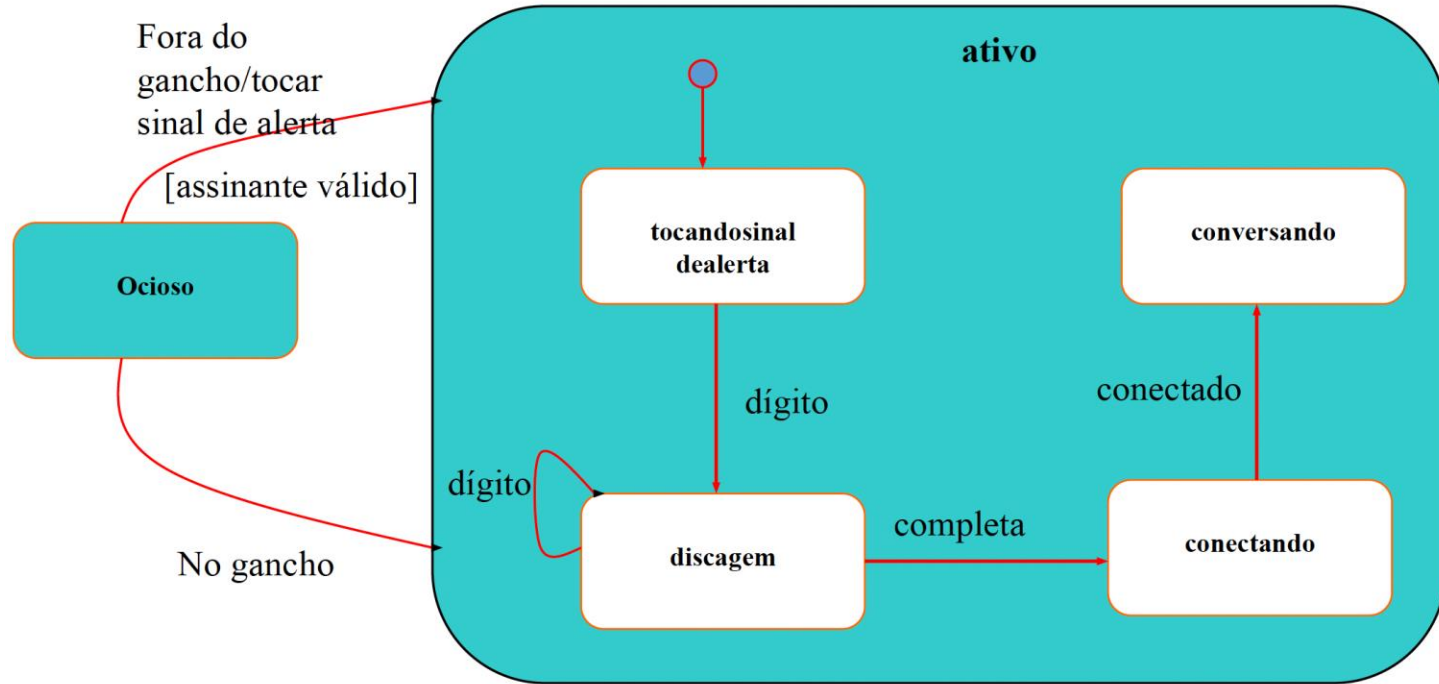 Fora do
gancho/tocar
sinal de alerta
[assinante válido]
Ocioso
No gancho
ativo
tocandosinal
dealerta
conversando
dígito
conectado
dígito
discagem
completa
conectando